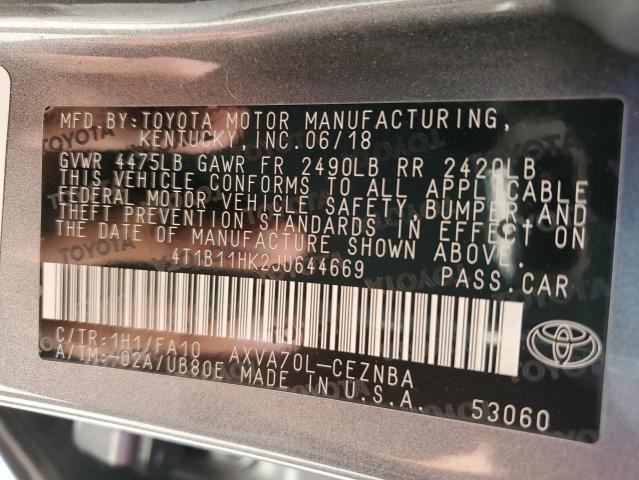 MFD.BY:TOYOTA MOTOR MANUFACTURING,
KENTUCKY,INC.06/18
GVWR 4475LB GAWR FR 2490LB RR 2420LB
THIS VEHICLE CONFORMS TO ALL APPLICABLE
FEDERAL MOTOR VEHICLE SAFETY,BUMPER,AND
THEFT PREVENTION STANDARDS IN EFFECT ON
THE DATE OF MANUFACTURE SHOWN ABOVE.
4T1B11HK2JU644669 PASS.CAR
C/TR:1H1/FA10 AXVA70L-CEZNBA
A/TM:-02A/UB80E MADE IN U.S.A.
53060